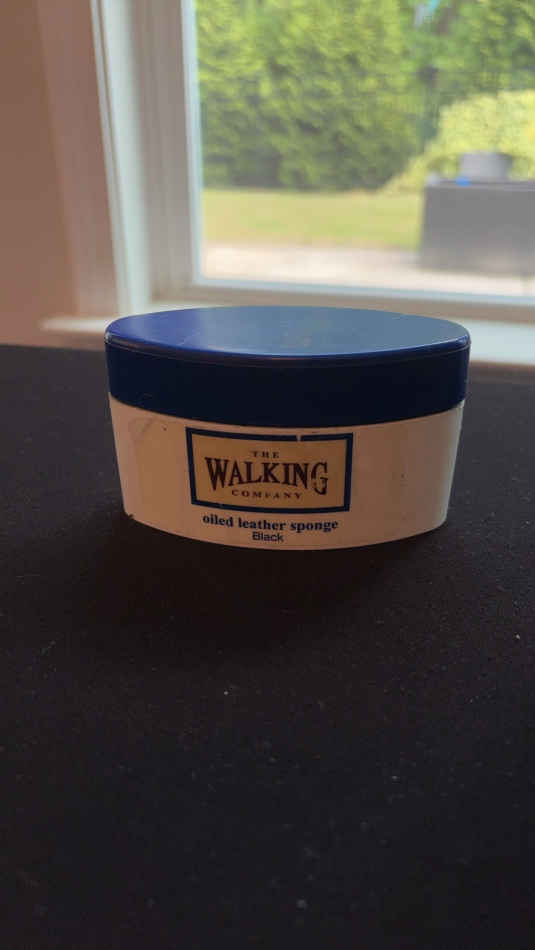 THE
WALKING
COMPANY
oiled leather sponge
Black